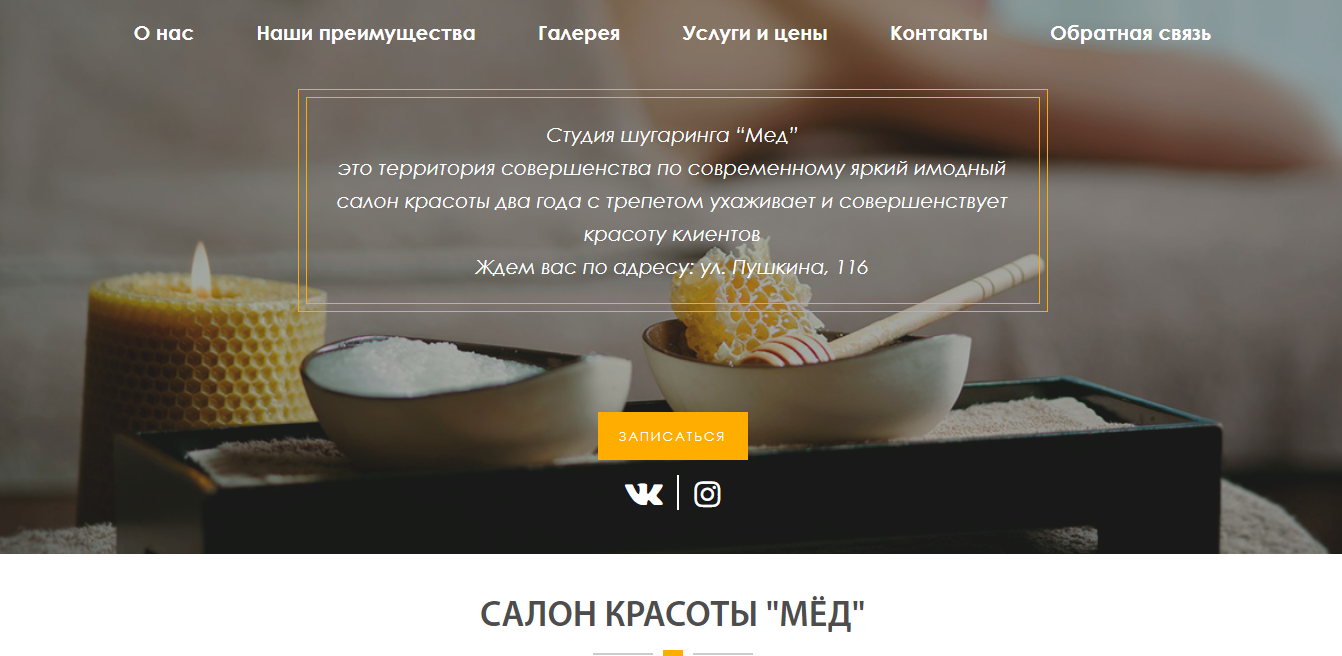 О нас Наши преимущества Галерея Услуги и цены Контакты Обратная связь
Студия шугаринга “Мед”
это территория совершенства по современному яркий имодный
салон красоты два года с трепетом ухаживает и совершенствует
красоту клиентов
Ждем вас по адресу: ул. Пушкина, 116
ЗАПИСАТЬСЯ
САЛОН КРАСОТЫ "МЁД"